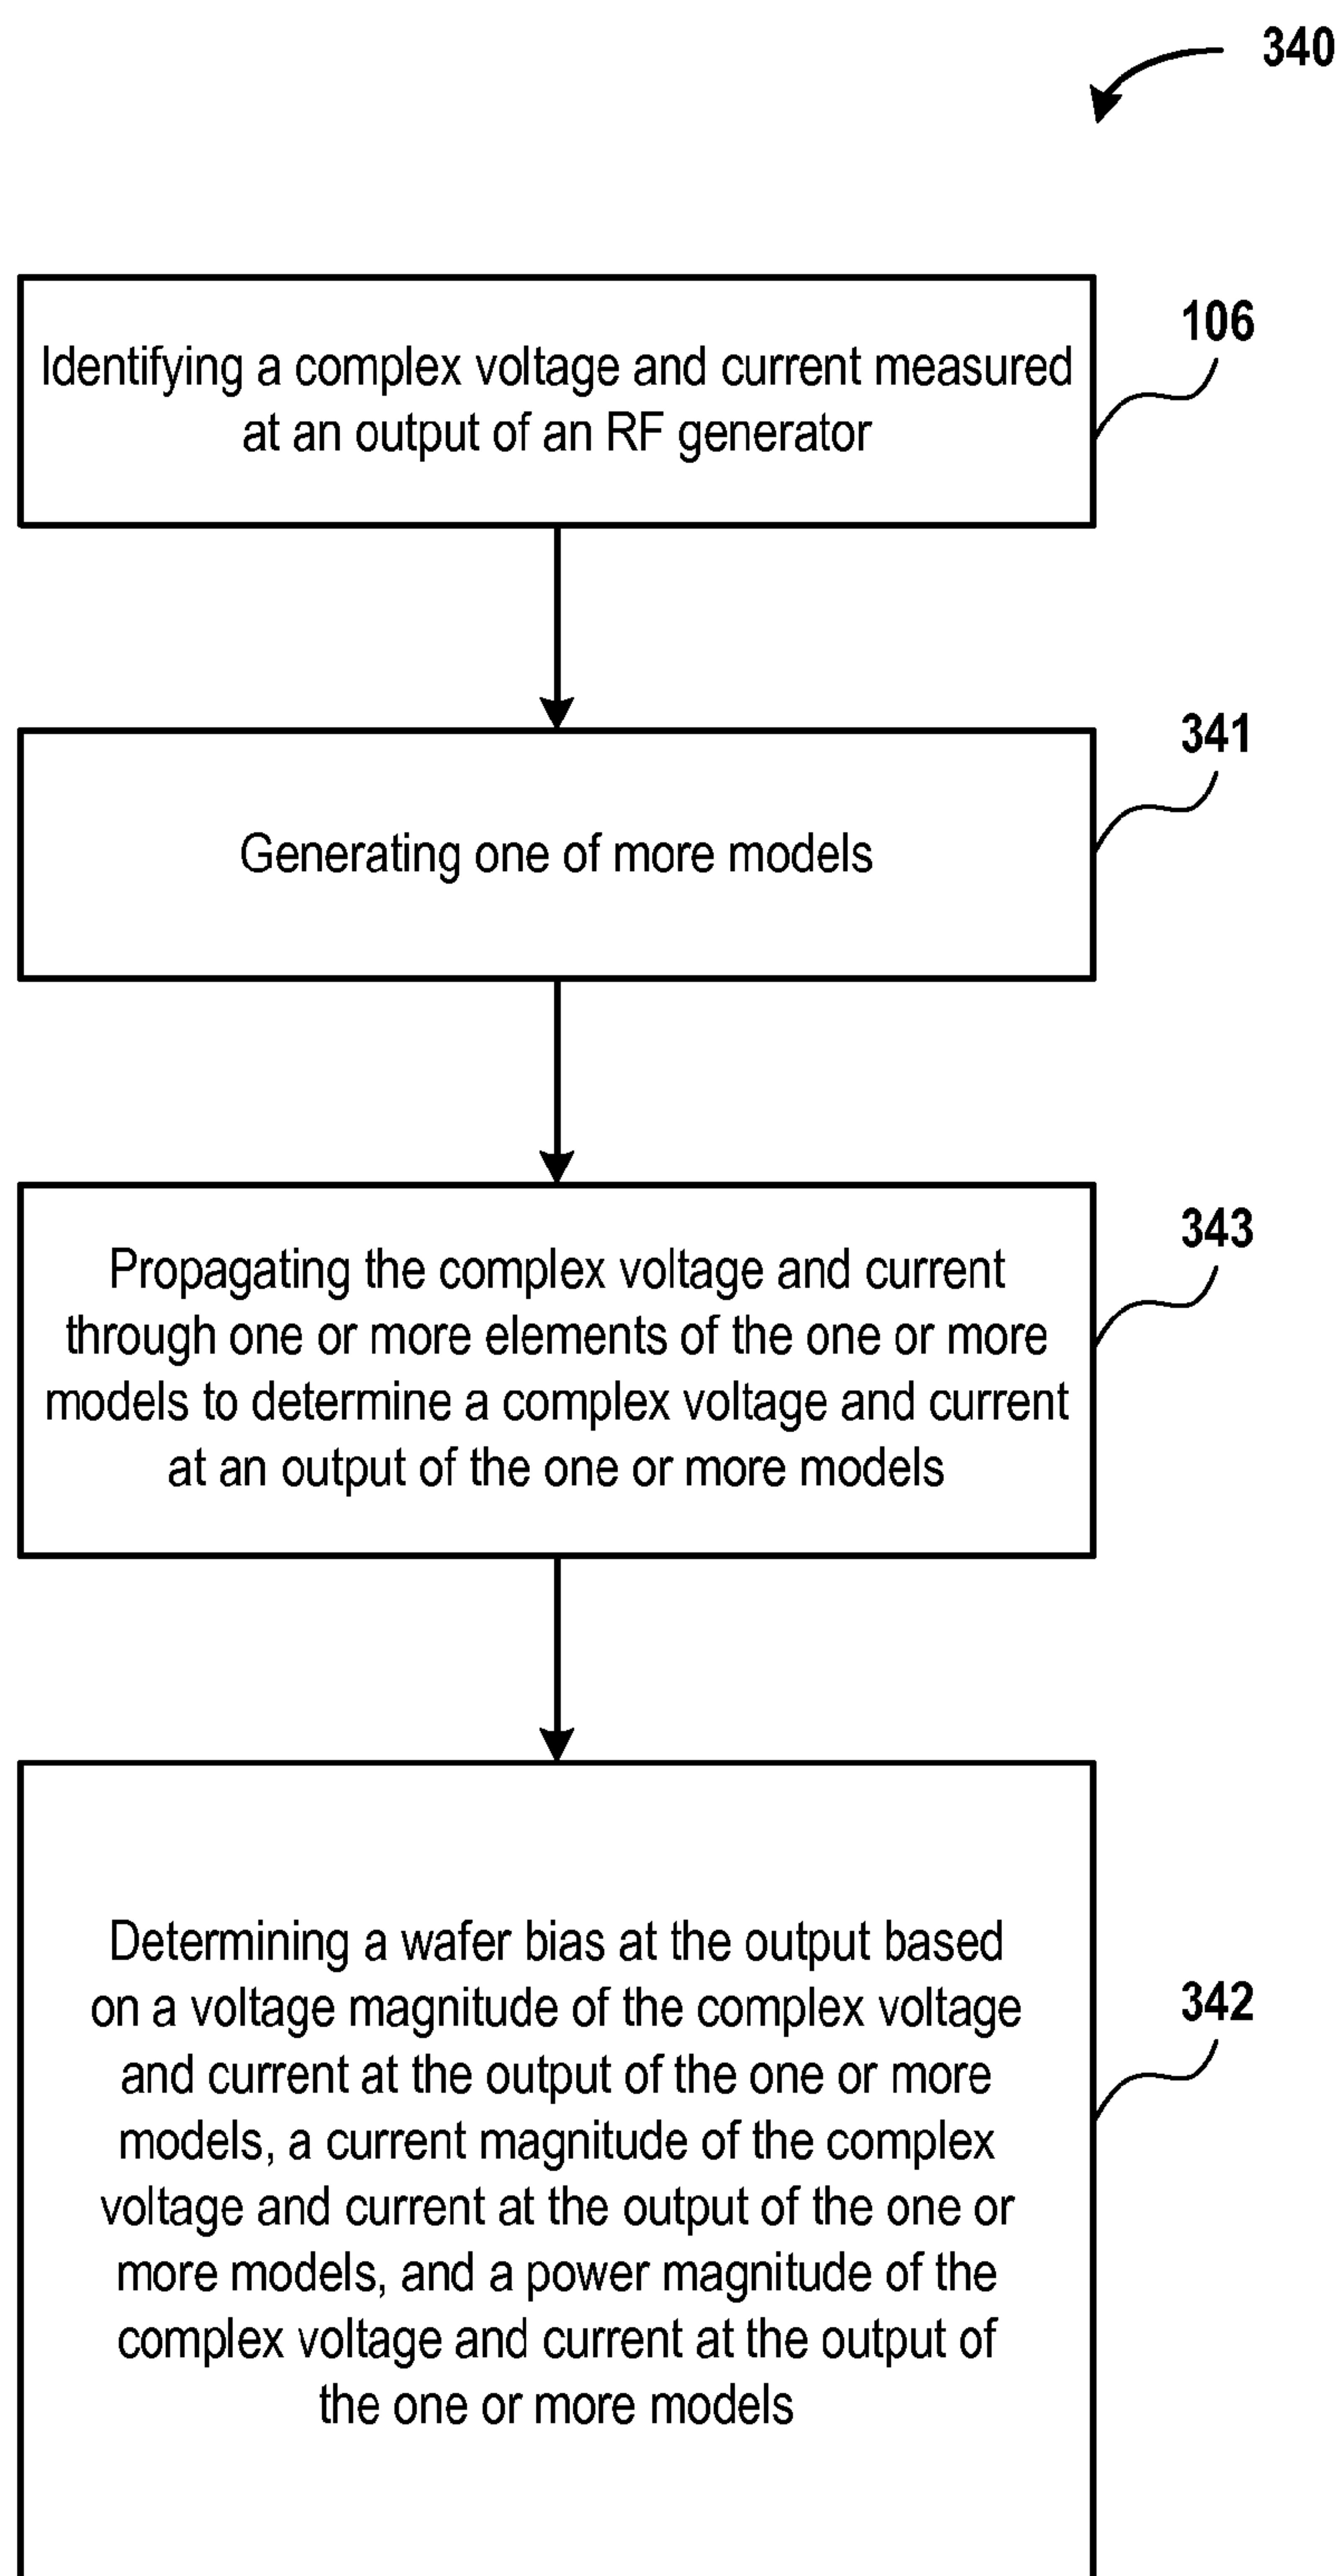 340
Identifying a complex voltage and current measured
at an output of an RF generator
106
Generating one of more models
341
Propagating the complex voltage and current
through one or more elements of the one or more
models to determine a complex voltage and current
at an output of the one or more models
343
Determining a wafer bias at the output based
on a voltage magnitude of the complex voltage
and current at the output of the one or more
models, a current magnitude of the complex
voltage and current at the output of the one or
more models, and a power magnitude of the
complex voltage and current at the output of
the one or more models
342